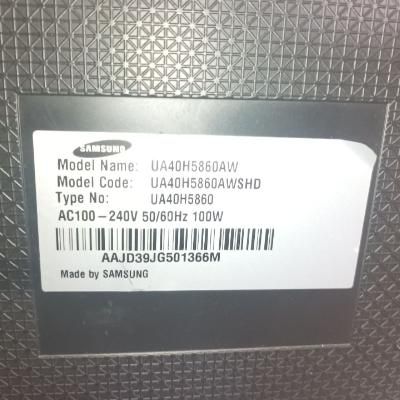 SAMSUNG
Model Name: UA40H5860AW
Model Code: UA40H5860AWSHD
Type No: UA40H5860
AC100-240V 50/60Hz 100W
AAJD39JG501366M
Made by SAMSUNG